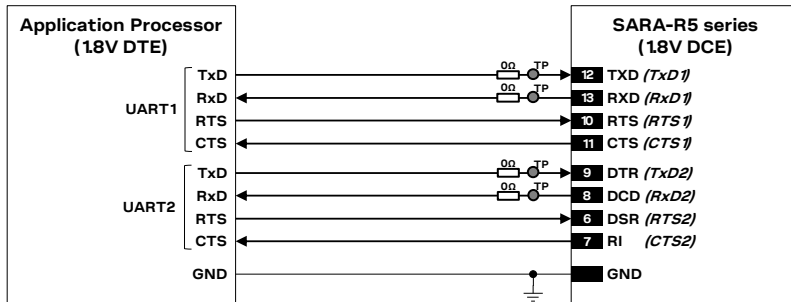 Application Processor
(1.8V DTE)
SARA-R5 series
(1.8V DCE)
UART1
TxD 0Ω TP 12 TXD (TxD1)
RxD 0Ω TP 13 RXD (RxD1)
RTS 10 RTS (RTS1)
CTS 11 CTS (CTS1)
UART2
TxD 0Ω TP 9 DTR (TxD2)
RxD 0Ω TP 8 DCD (RxD2)
RTS 6 DSR (RTS2)
CTS 7 RI (CTS2)
GND GND